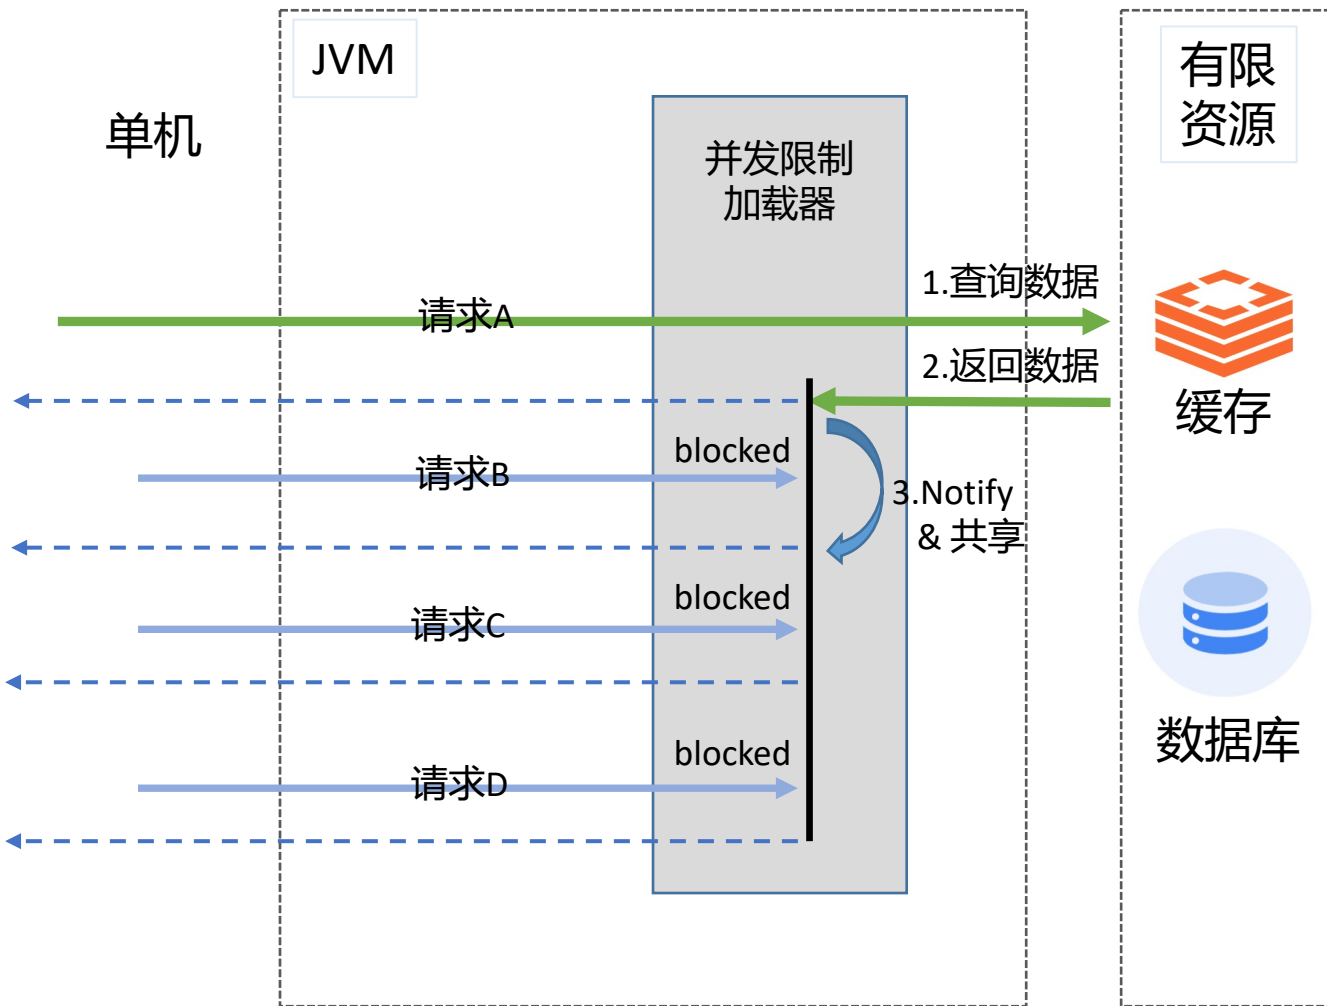 JVM
单机
有限
资源
并发限制
加载器
1.查询数据
请求A
2.返回数据
缓存
blocked
请求B
3.Notify
& 共享
blocked
请求C
数据库
blocked
请求D